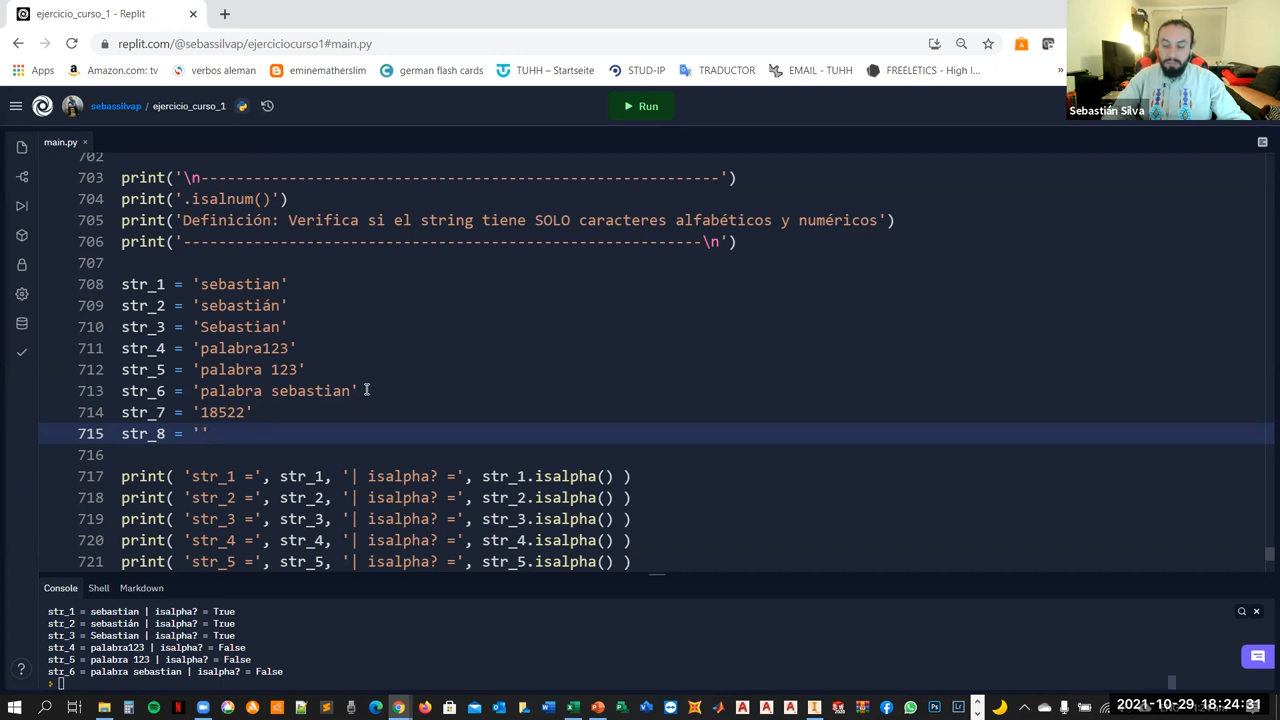 ejercicio_curso_1 - Replit
replit.com/@sebassilvap/ejerciciocurso1#main.py
Apps Amazon.com: tv verbos aleman eminemmatherslim german flash cards TUHH – Startseite STUD-IP TRADUCTOR EMAIL - TUHH FREELETICS - High I... »
Sebastián Silva
sebassilvap / ejercicio_curso_1 Run
main.py
702
703 print('\n-----------------------------------------------------------')
704 print('.isalnum()')
705 print('Definición: Verifica si el string tiene SOLO caracteres alfabéticos y numéricos')
706 print('-----------------------------------------------------------\n')
707
708 str_1 = 'sebastian'
709 str_2 = 'sebastián'
710 str_3 = 'Sebastian'
711 str_4 = 'palabra123'
712 str_5 = 'palabra 123'
713 str_6 = 'palabra sebastian'
714 str_7 = '18522'
715 str_8 = ''
716
717 print( 'str_1 =', str_1, '| isalpha? =', str_1.isalpha() )
718 print( 'str_2 =', str_2, '| isalpha? =', str_2.isalpha() )
719 print( 'str_3 =', str_3, '| isalpha? =', str_3.isalpha() )
720 print( 'str_4 =', str_4, '| isalpha? =', str_4.isalpha() )
721 print( 'str_5 =', str_5, '| isalpha? =', str_5.isalpha() )
Console Shell Markdown
str_1 = sebastian | isalpha? = True
str_2 = sebastián | isalpha? = True
str_3 = Sebastian | isalpha? = True
str_4 = palabra123 | isalpha? = False
str_5 = palabra 123 | isalpha? = False
str_6 = palabra sebastian | isalpha? = False
2021-10-29 18:24:31